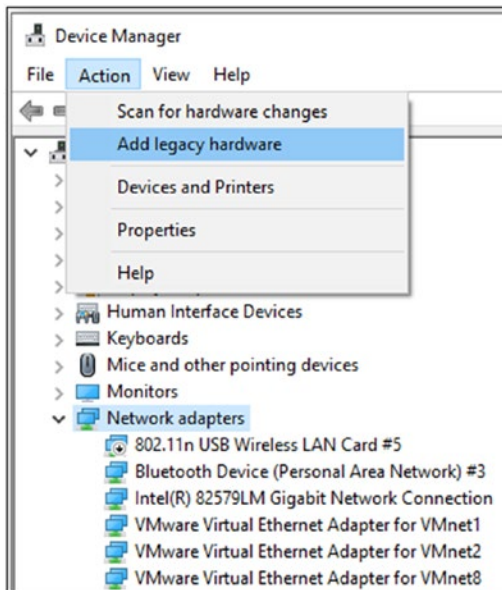 Device Manager
File Action View Help
Scan for hardware changes
Add legacy hardware
Devices and Printers
Properties
Help
Human Interface Devices
Keyboards
Mice and other pointing devices
Monitors
Network adapters
802.11n USB Wireless LAN Card #5
Bluetooth Device (Personal Area Network) #3
Intel(R) 82579LM Gigabit Network Connection
VMware Virtual Ethernet Adapter for VMnet1
VMware Virtual Ethernet Adapter for VMnet2
VMware Virtual Ethernet Adapter for VMnet8